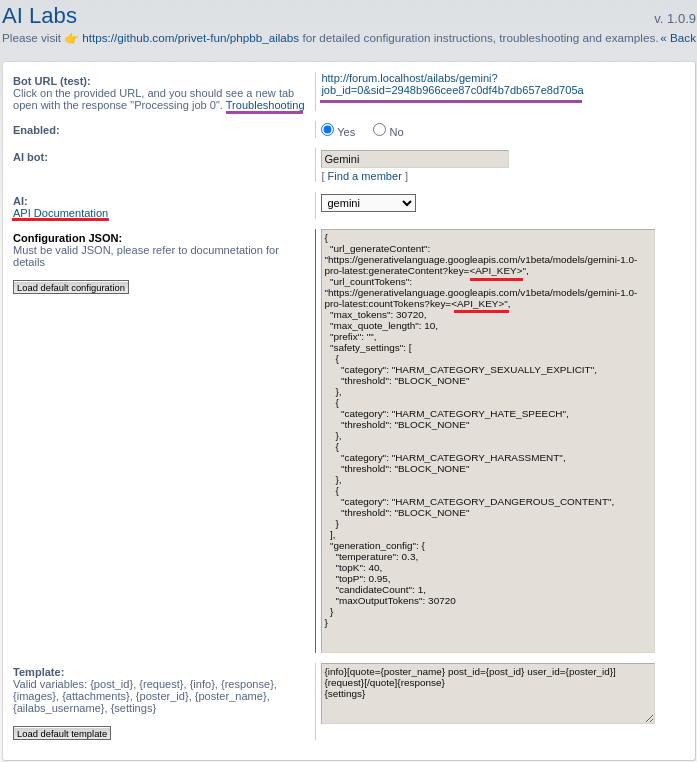 AI Labs
v. 1.0.9
Please visit 👉 https://github.com/privet-fun/phpbb_ailabs for detailed configuration instructions, troubleshooting and examples. « Back
Bot URL (test):
Click on the provided URL, and you should see a new tab
open with the response "Processing job 0". Troubleshooting
http://forum.localhost/ailabs/gemini?
job_id=0&sid=2948b966cee87c0df4b7db657e8d705a
Enabled:
Yes No
AI bot:
Gemini
[ Find a member ]
AI:
API Documentation
gemini
Configuration JSON:
Must be valid JSON, please refer to documnetation for
details
Load default configuration
{
"url_generateContent":
"https://generativelanguage.googleapis.com/v1beta/models/gemini-1.0-
pro-latest:generateContent?key=<API_KEY>",
"url_countTokens":
"https://generativelanguage.googleapis.com/v1beta/models/gemini-1.0-
pro-latest:countTokens?key=<API_KEY>",
"max_tokens": 30720,
"max_quote_length": 10,
"prefix": "",
"safety_settings": [
{
"category": "HARM_CATEGORY_SEXUALLY_EXPLICIT",
"threshold": "BLOCK_NONE"
},
{
"category": "HARM_CATEGORY_HATE_SPEECH",
"threshold": "BLOCK_NONE"
},
{
"category": "HARM_CATEGORY_HARASSMENT",
"threshold": "BLOCK_NONE"
},
{
"category": "HARM_CATEGORY_DANGEROUS_CONTENT",
"threshold": "BLOCK_NONE"
}
],
"generation_config": {
"temperature": 0.3,
"topK": 40,
"topP": 0.95,
"candidateCount": 1,
"maxOutputTokens": 30720
}
}
Template:
Valid variables: {post_id}, {request}, {info}, {response},
{images}, {attachments}, {poster_id}, {poster_name},
{ailabs_username}, {settings}
Load default template
{info}[quote={poster_name} post_id={post_id} user_id={poster_id}]
{request}[/quote]{response}
{settings}